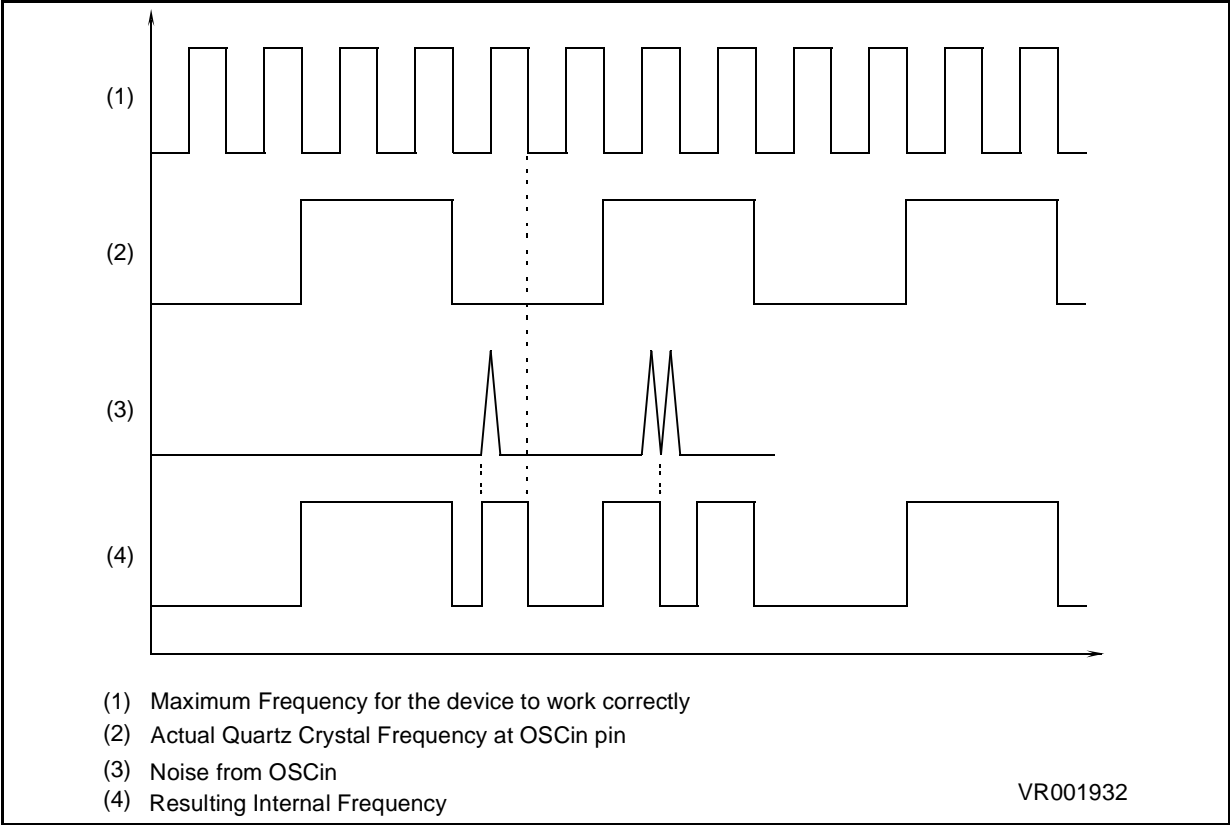 (1)
(2)
(3)
(4)
(1) Maximum Frequency for the device to work correctly
(2) Actual Quartz Crystal Frequency at OSCin pin
(3) Noise from OSCin
(4) Resulting Internal Frequency
VR001932